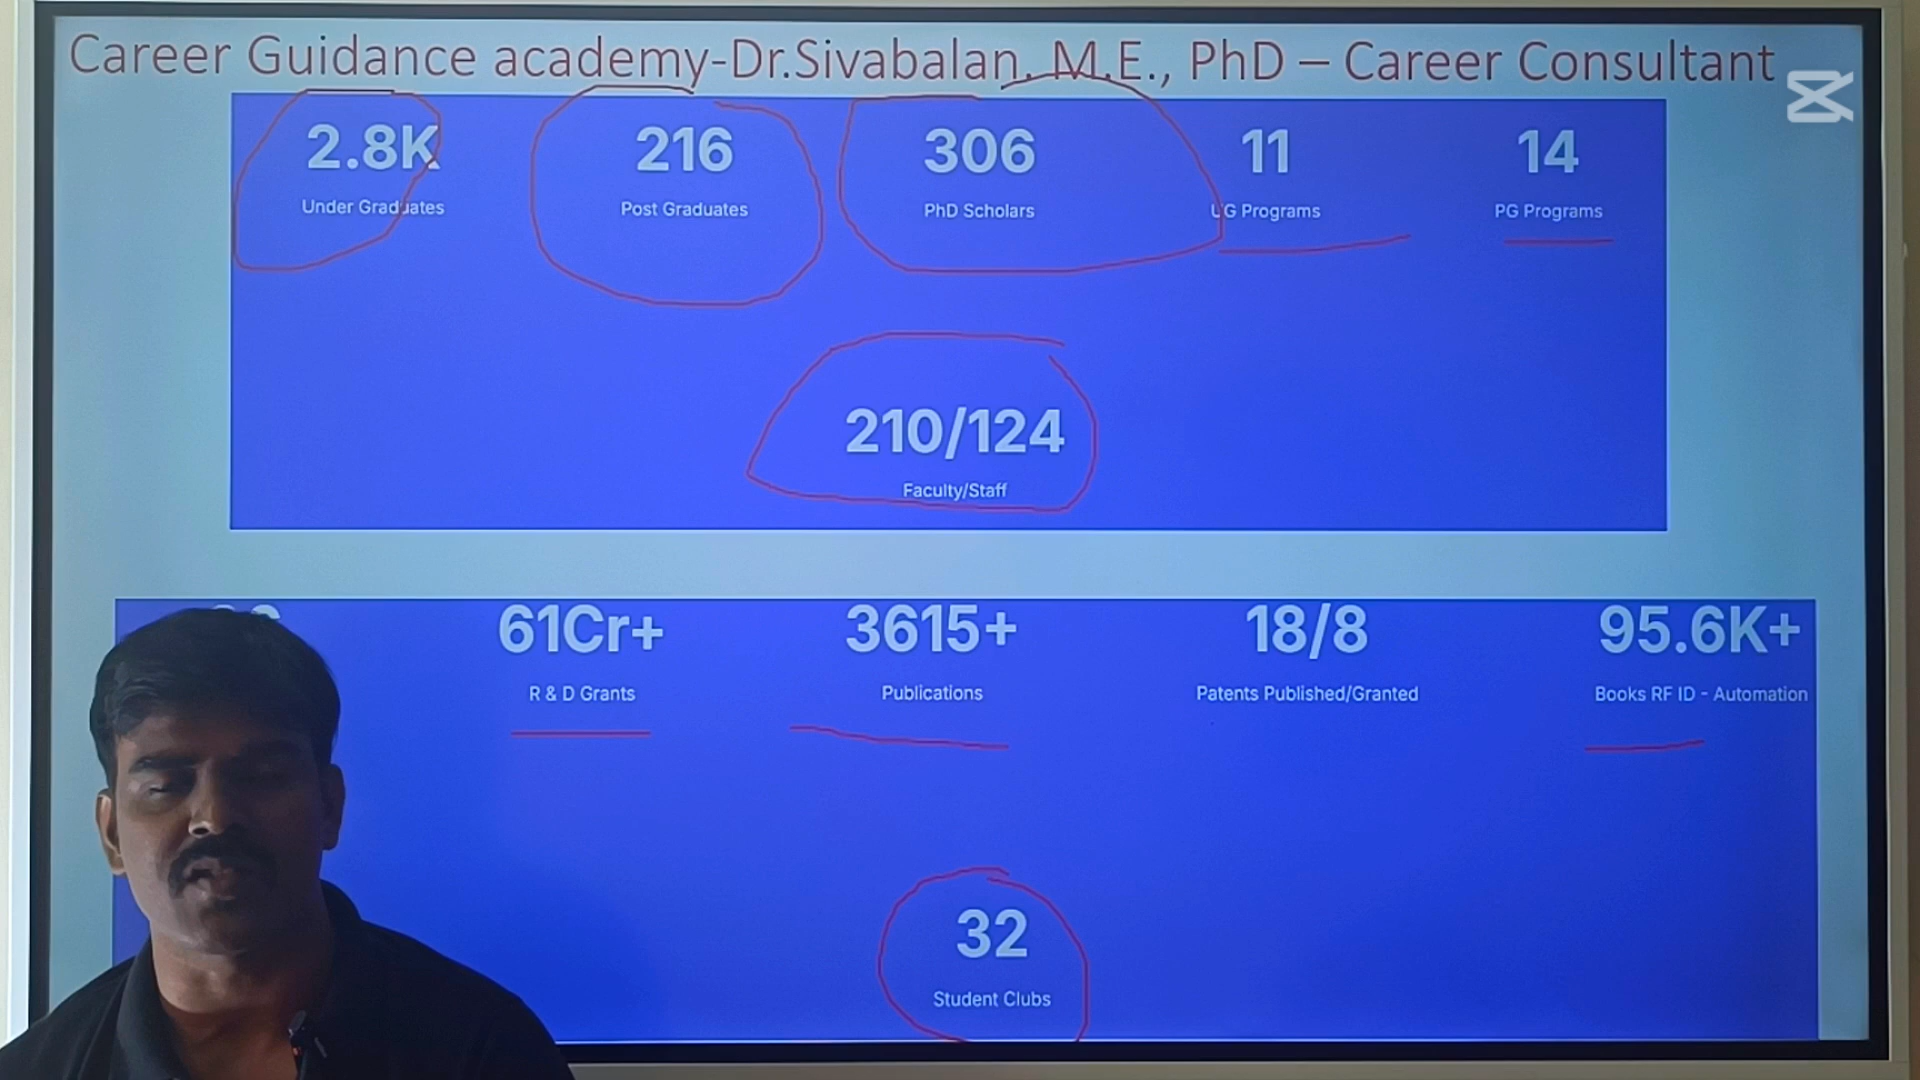 Career Guidance academy-Dr.Sivabalan, M.E., PhD – Career Consultant
2.8K 216 306 11 14
Under Graduates Post Graduates PhD Scholars UG Programs PG Programs
210/124
Faculty/Staff
61Cr+ 3615+ 18/8 95.6K+
R & D Grants Publications Patents Published/Granted Books RF ID - Automation
32
Student Clubs